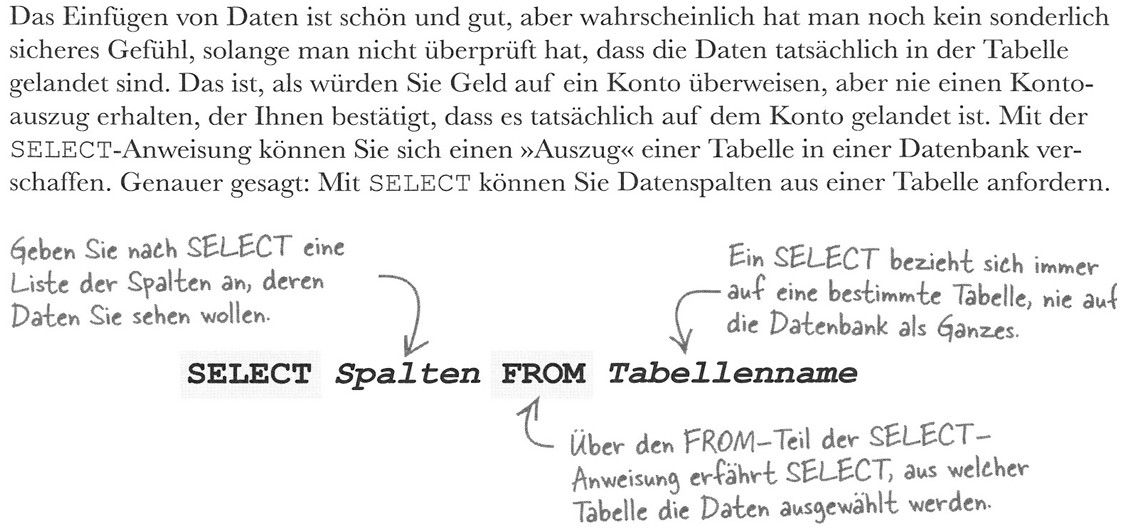 Das Einfügen von Daten ist schön und gut, aber wahrscheinlich hat man noch kein sonderlich
sicheres Gefühl, solange man nicht überprüft hat, dass die Daten tatsächlich in der Tabelle
gelandet sind. Das ist, als würden Sie Geld auf ein Konto überweisen, aber nie einen Konto-
auszug erhalten, der Ihnen bestätigt, dass es tatsächlich auf dem Konto gelandet ist. Mit der
SELECT-Anweisung können Sie sich einen »Auszug« einer Tabelle in einer Datenbank ver-
schaffen. Genauer gesagt: Mit SELECT können Sie Datenspalten aus einer Tabelle anfordern.
Geben Sie nach SELECT eine
Liste der Spalten an, deren
Daten Sie sehen wollen.
Ein SELECT bezieht sich immer
auf eine bestimmte Tabelle, nie auf
die Datenbank als Ganzes.
SELECT Spalten FROM Tabellenname
Über den FROM-Teil der SELECT-
Anweisung erfährt SELECT, aus welcher
Tabelle die Daten ausgewählt werden.